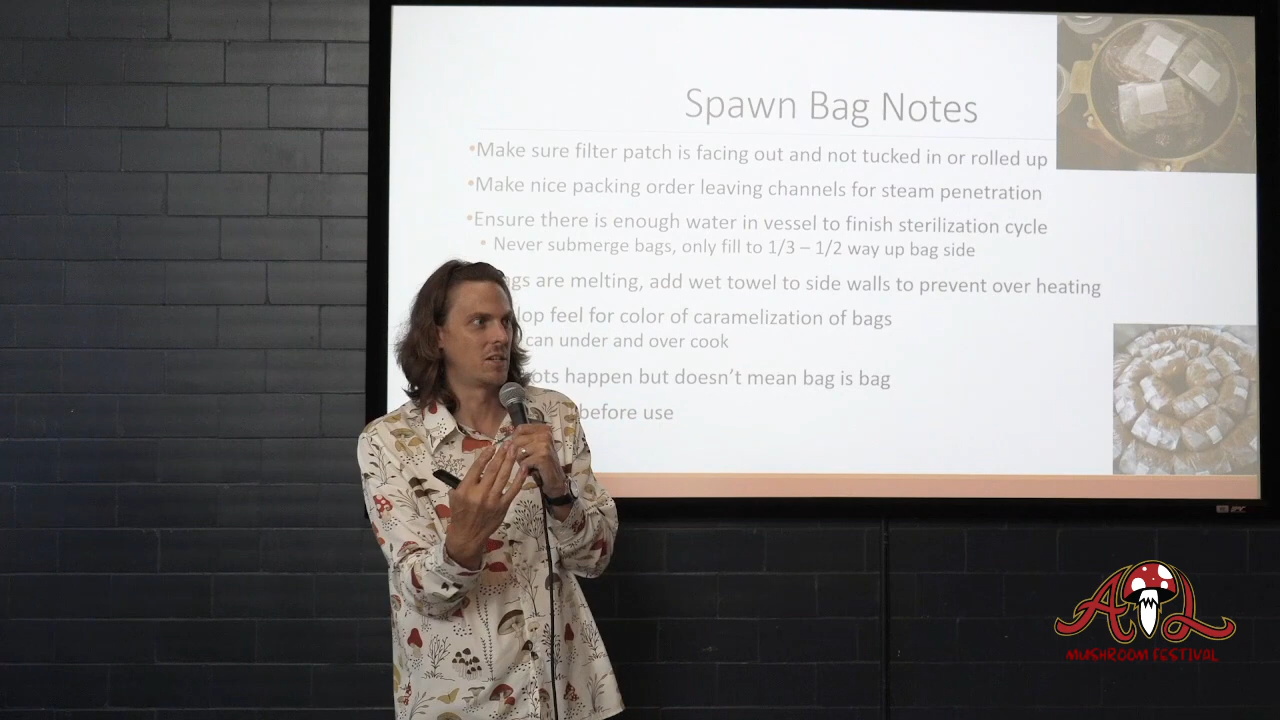 Spawn Bag Notes
•Make sure filter patch is facing out and not tucked in or rolled up
•Make nice packing order leaving channels for steam penetration
•Ensure there is enough water in vessel to finish sterilization cycle
• Never submerge bags, only fill to 1/3 – 1/2 way up bag side
ags are melting, add wet towel to side walls to prevent over heating
lop feel for color of caramelization of bags
can under and over cook
ots happen but doesn't mean bag is bag
before use
A L
MUSHROOM FESTIVAL